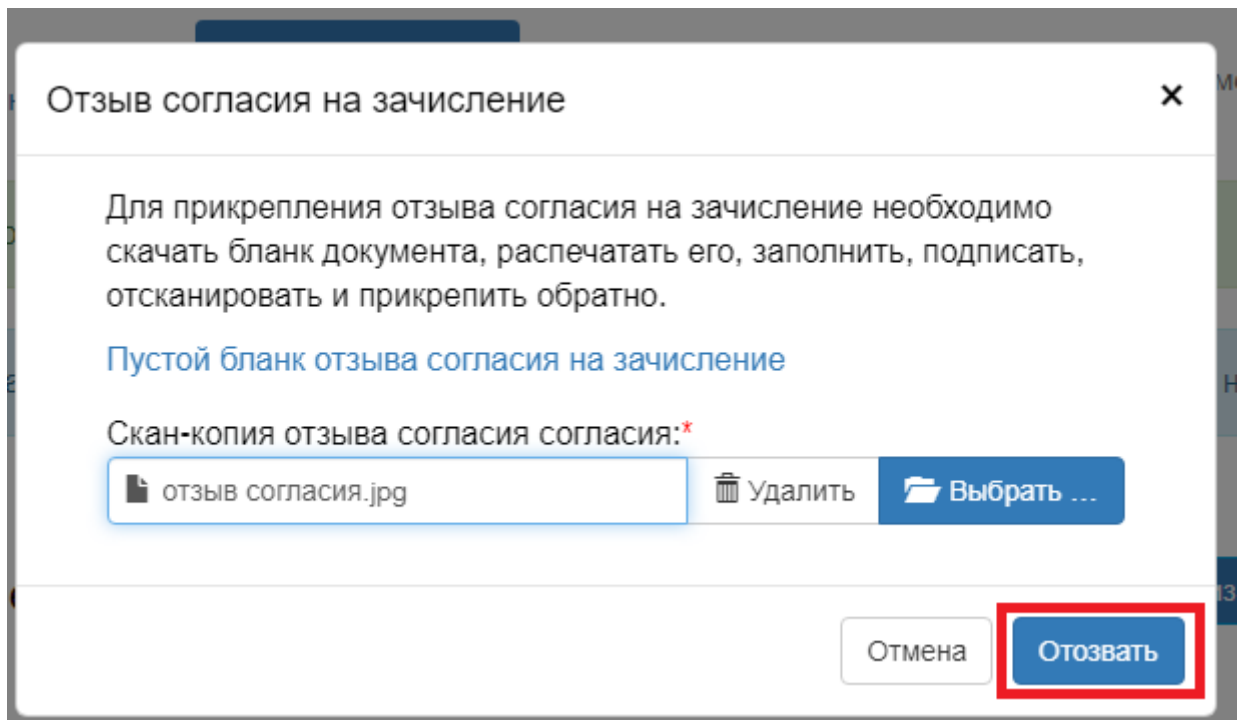 Отзыв согласия на зачисление ×
Для прикрепления отзыва согласия на зачисление необходимо
скачать бланк документа, распечатать его, заполнить, подписать,
отсканировать и прикрепить обратно.
Пустой бланк отзыва согласия на зачисление
Скан-копия отзыва согласия согласия:*
отзыв согласия.jpg Удалить Выбрать ...
Отмена Отозвать